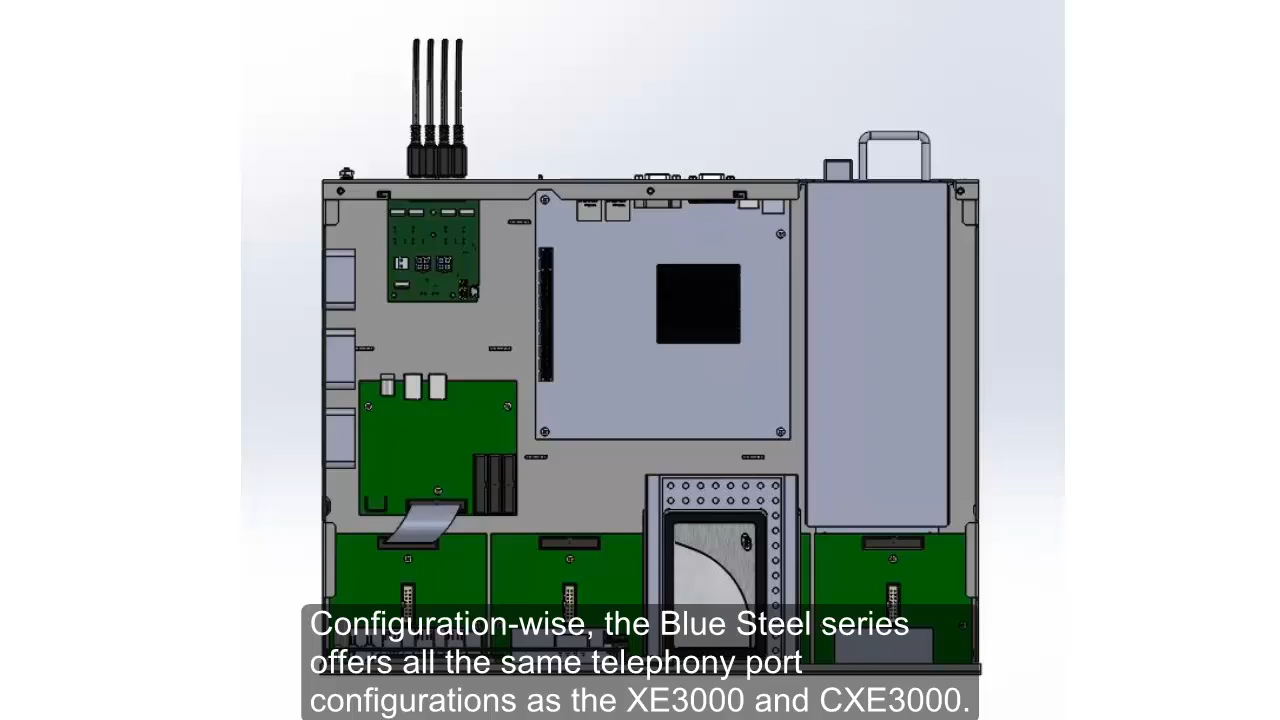 Configuration-wise, the Blue Steel series
offers all the same telephony port
configurations as the XE3000 and CXE3000.